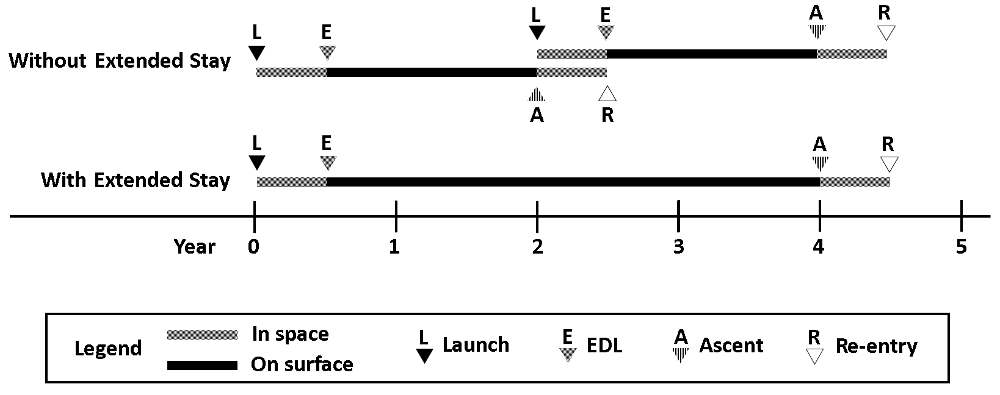 L E A R
L E
Without Extended Stay
A R
L E A R
With Extended Stay
Year 0 1 2 3 4 5
Legend
In space
On surface
L Launch
E EDL
A Ascent
R Re-entry